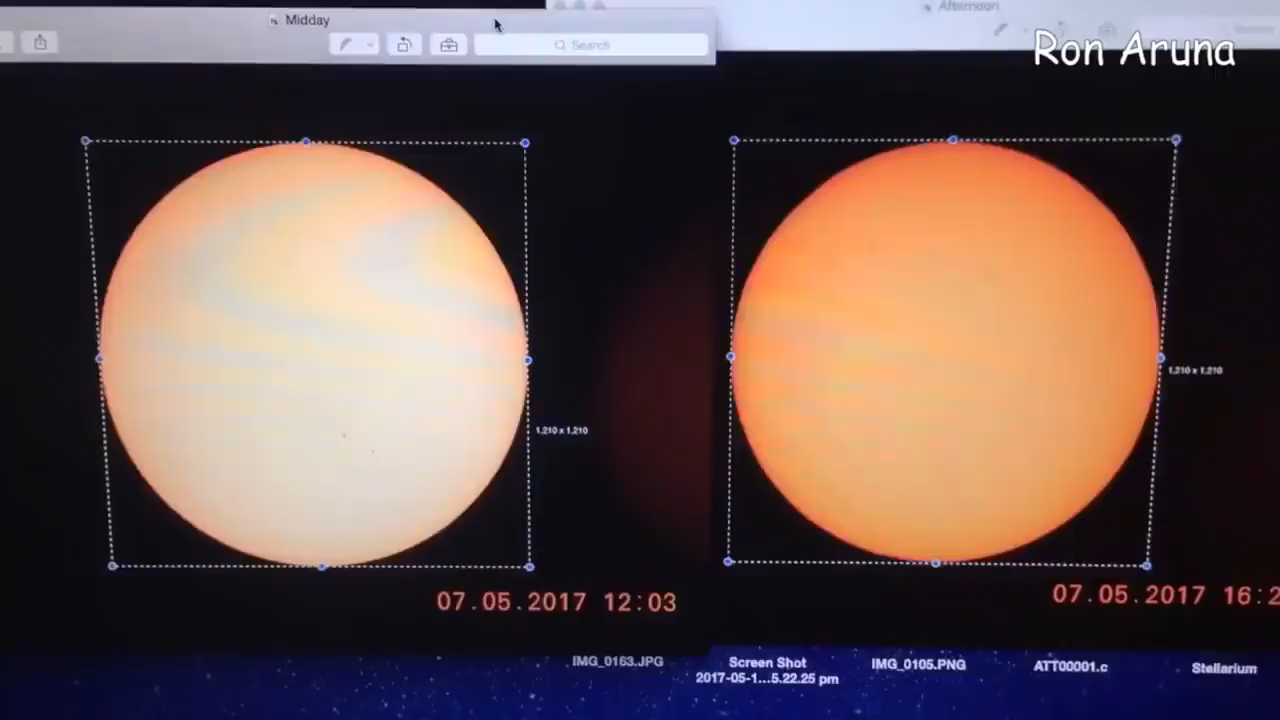 Midday
Afternoon
Search
Ron Aruna
1,210 x 1,210
1,210 x 1,210
07.05.2017 12:03
07.05.2017 16:2
IMG_0163.JPG
Screen Shot
2017-05-1...5.22.25 pm
IMG_0105.PNG
ATT00001.c
Stellarium